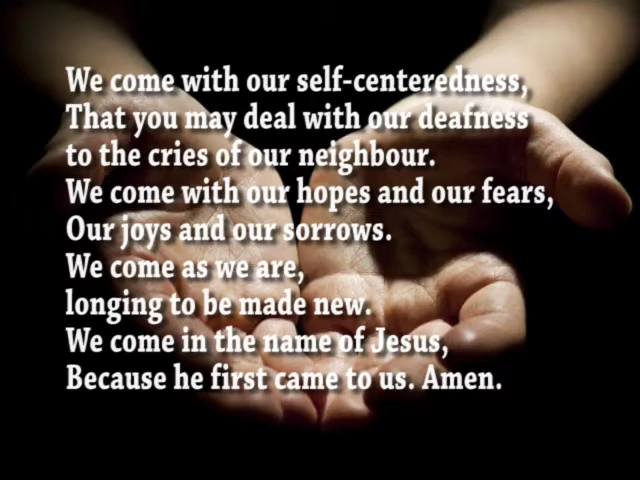 We come with our self-centeredness,
That you may deal with our deafness
to the cries of our neighbour.
We come with our hopes and our fears,
Our joys and our sorrows.
We come as we are,
longing to be made new.
We come in the name of Jesus,
Because he first came to us. Amen.